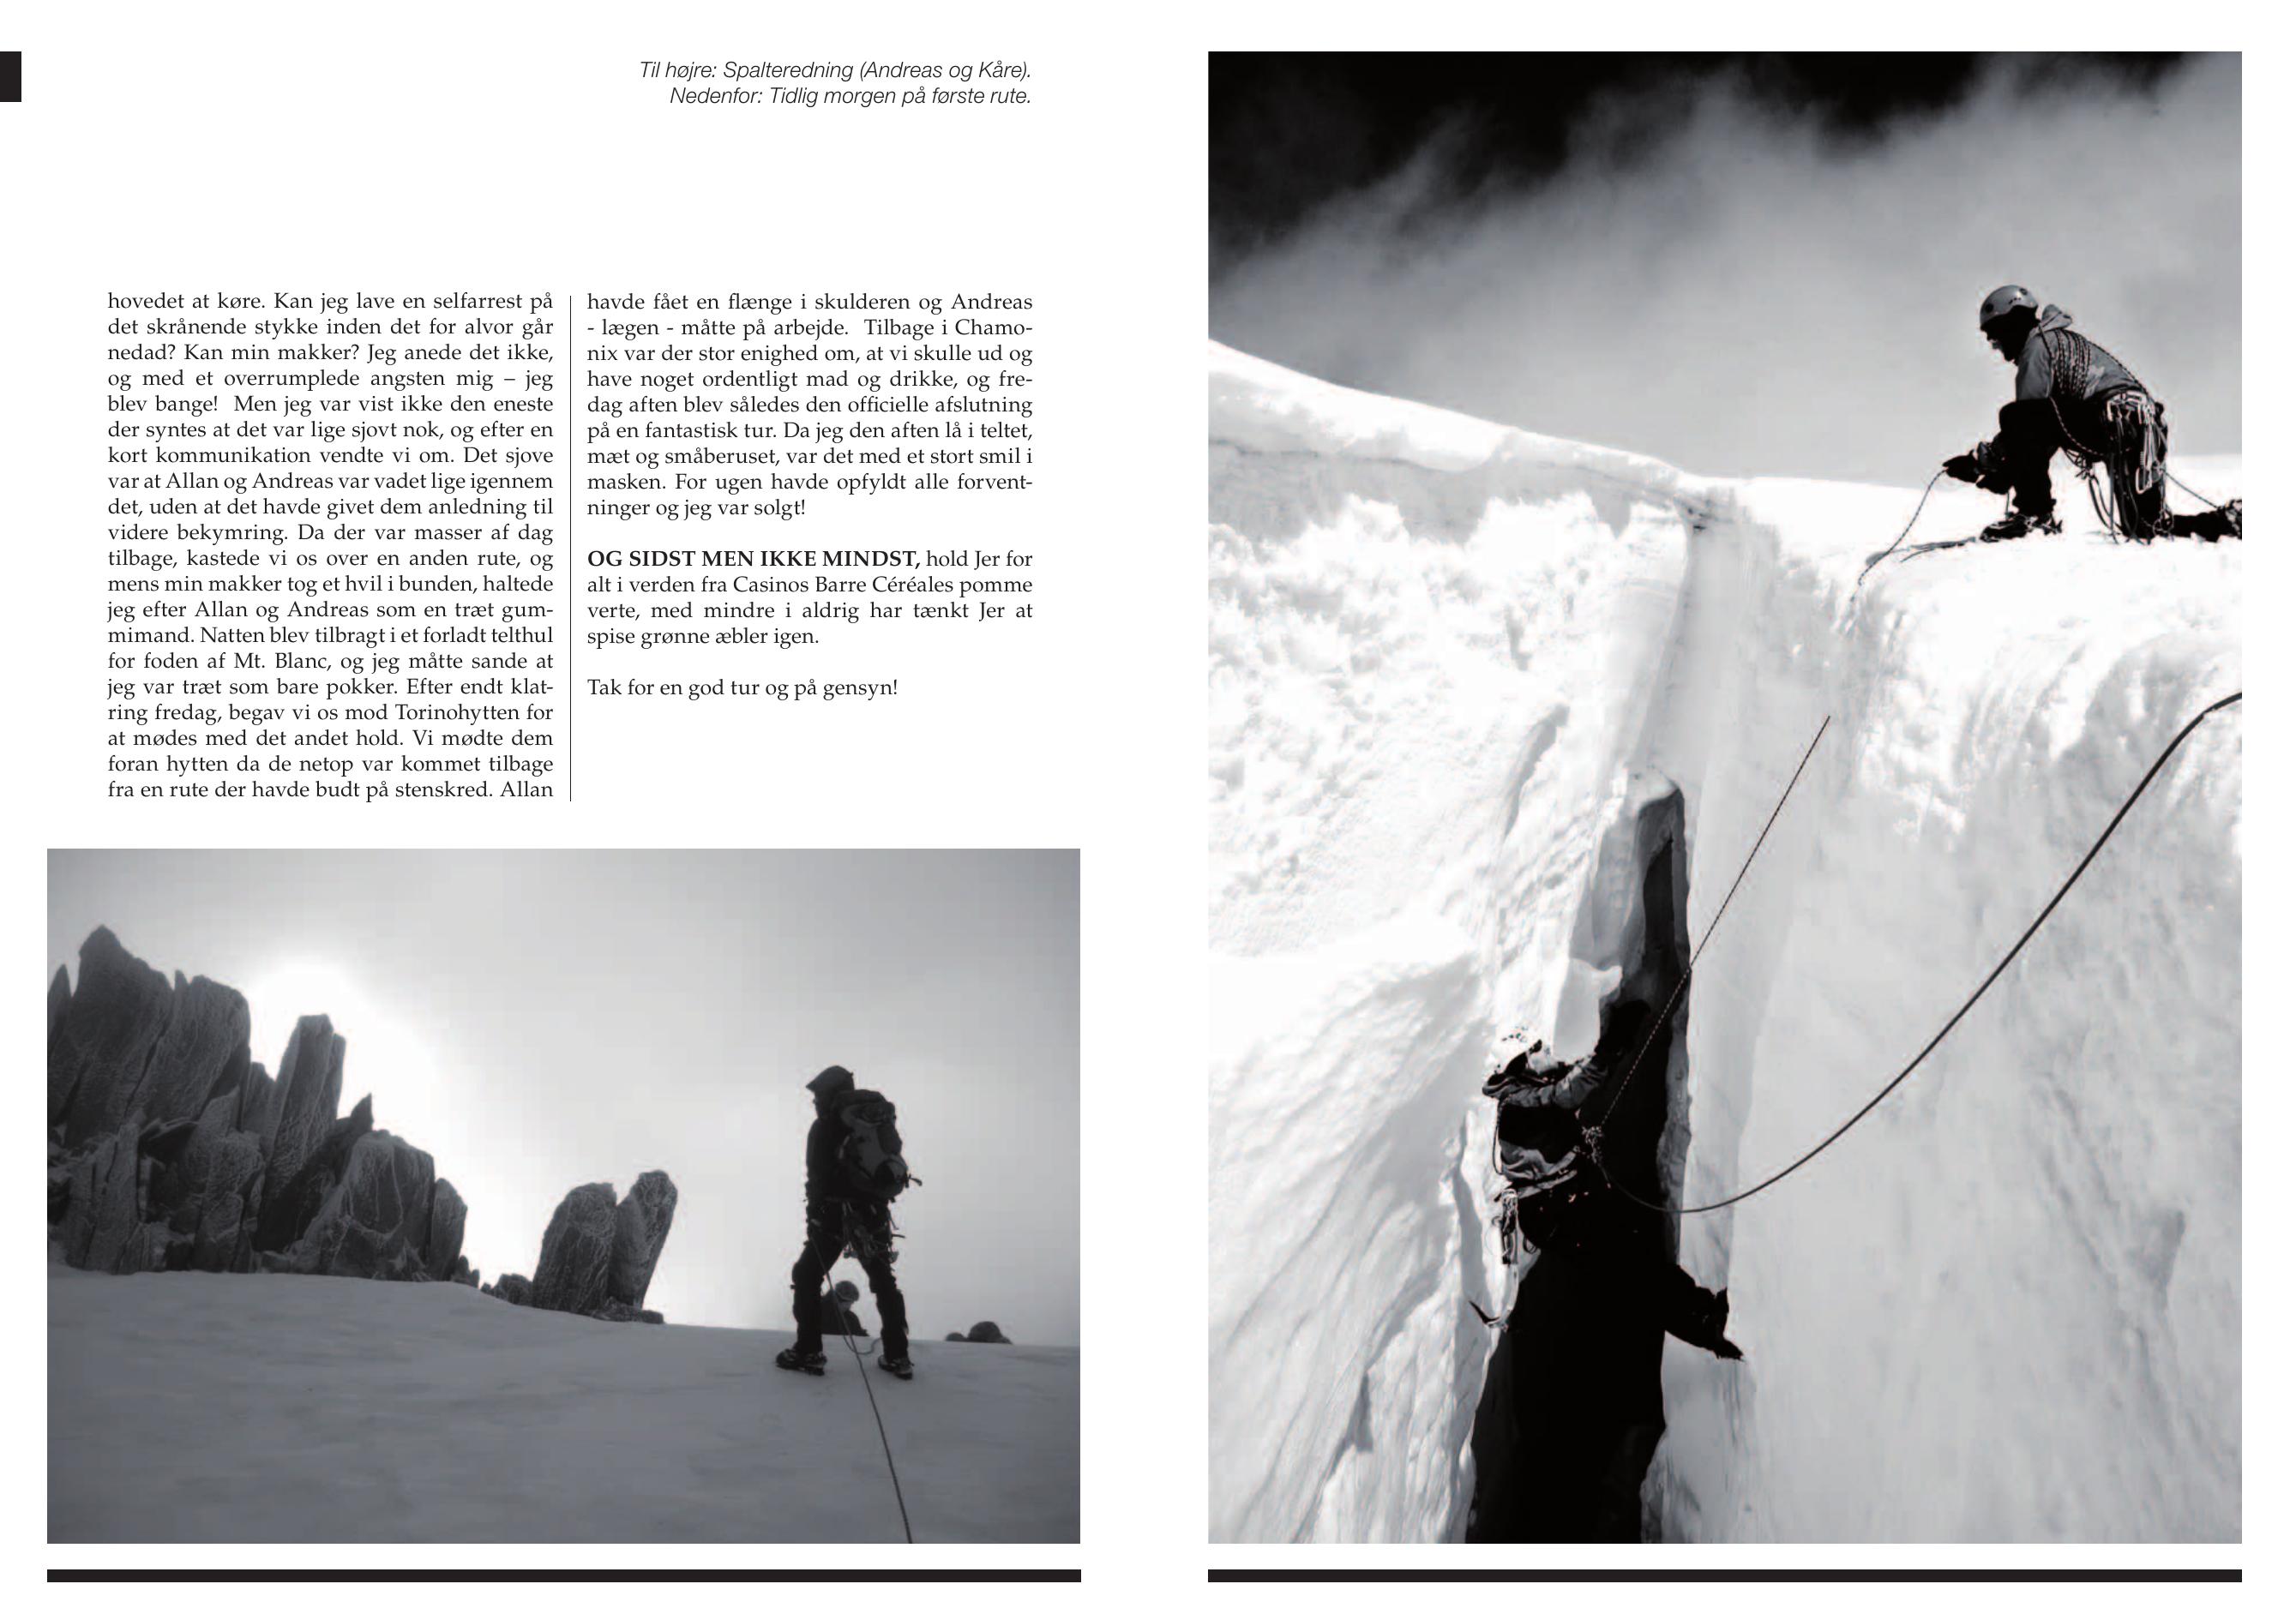 Til højre: Spalteredning (Andreas og Kåre).
Nedenfor: Tidlig morgen på første rute.
hovedet at køre. Kan jeg lave en selfarrest på
det skrånende stykke inden det for alvor går
nedad? Kan min makker? Jeg anede det ikke,
og med et overrumplede angsten mig – jeg
blev bange!  Men jeg var vist ikke den eneste
der syntes at det var lige sjovt nok, og efter en
kort kommunikation vendte vi om. Det sjove
var at Allan og Andreas var vadet lige igennem
det, uden at det havde givet dem anledning til
videre bekymring. Da der var masser af dag
tilbage, kastede vi os over en anden rute, og
mens min makker tog et hvil i bunden, haltede
jeg efter Allan og Andreas som en træt gum-
mimand. Natten blev tilbragt i et forladt telthul
for foden af Mt. Blanc, og jeg måtte sande at
jeg var træt som bare pokker. Efter endt klat-
ring fredag, begav vi os mod Torinohytten for
at mødes med det andet hold. Vi mødte dem
foran hytten da de netop var kommet tilbage
fra en rute der havde budt på stenskred. Allan
havde fået en flænge i skulderen og Andreas
- lægen - måtte på arbejde.  Tilbage i Chamo-
nix var der stor enighed om, at vi skulle ud og
have noget ordentligt mad og drikke, og fre-
dag aften blev således den officielle afslutning
på en fantastisk tur. Da jeg den aften lå i teltet,
mæt og småberuset, var det med et stort smil i
masken. For ugen havde opfyldt alle forvent-
ninger og jeg var solgt!
OG SIDST MEN IKKE MINDST, hold Jer for
alt i verden fra Casinos Barre Céréales pomme
verte, med mindre i aldrig har tænkt Jer at
spise grønne æbler igen.
Tak for en god tur og på gensyn!